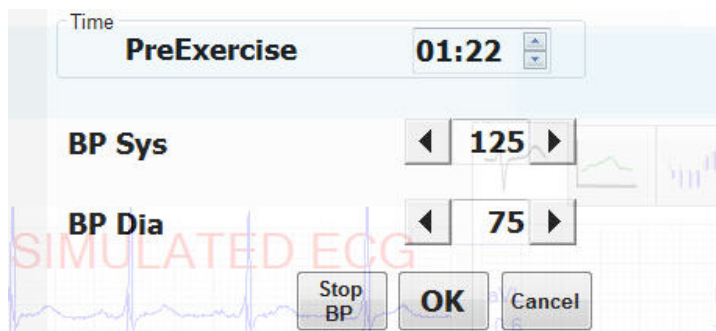 Time
PreExercise 01:22
BP Sys 125
BP Dia 75
SIMULATED ECG
Stop
BP
OK
Cancel